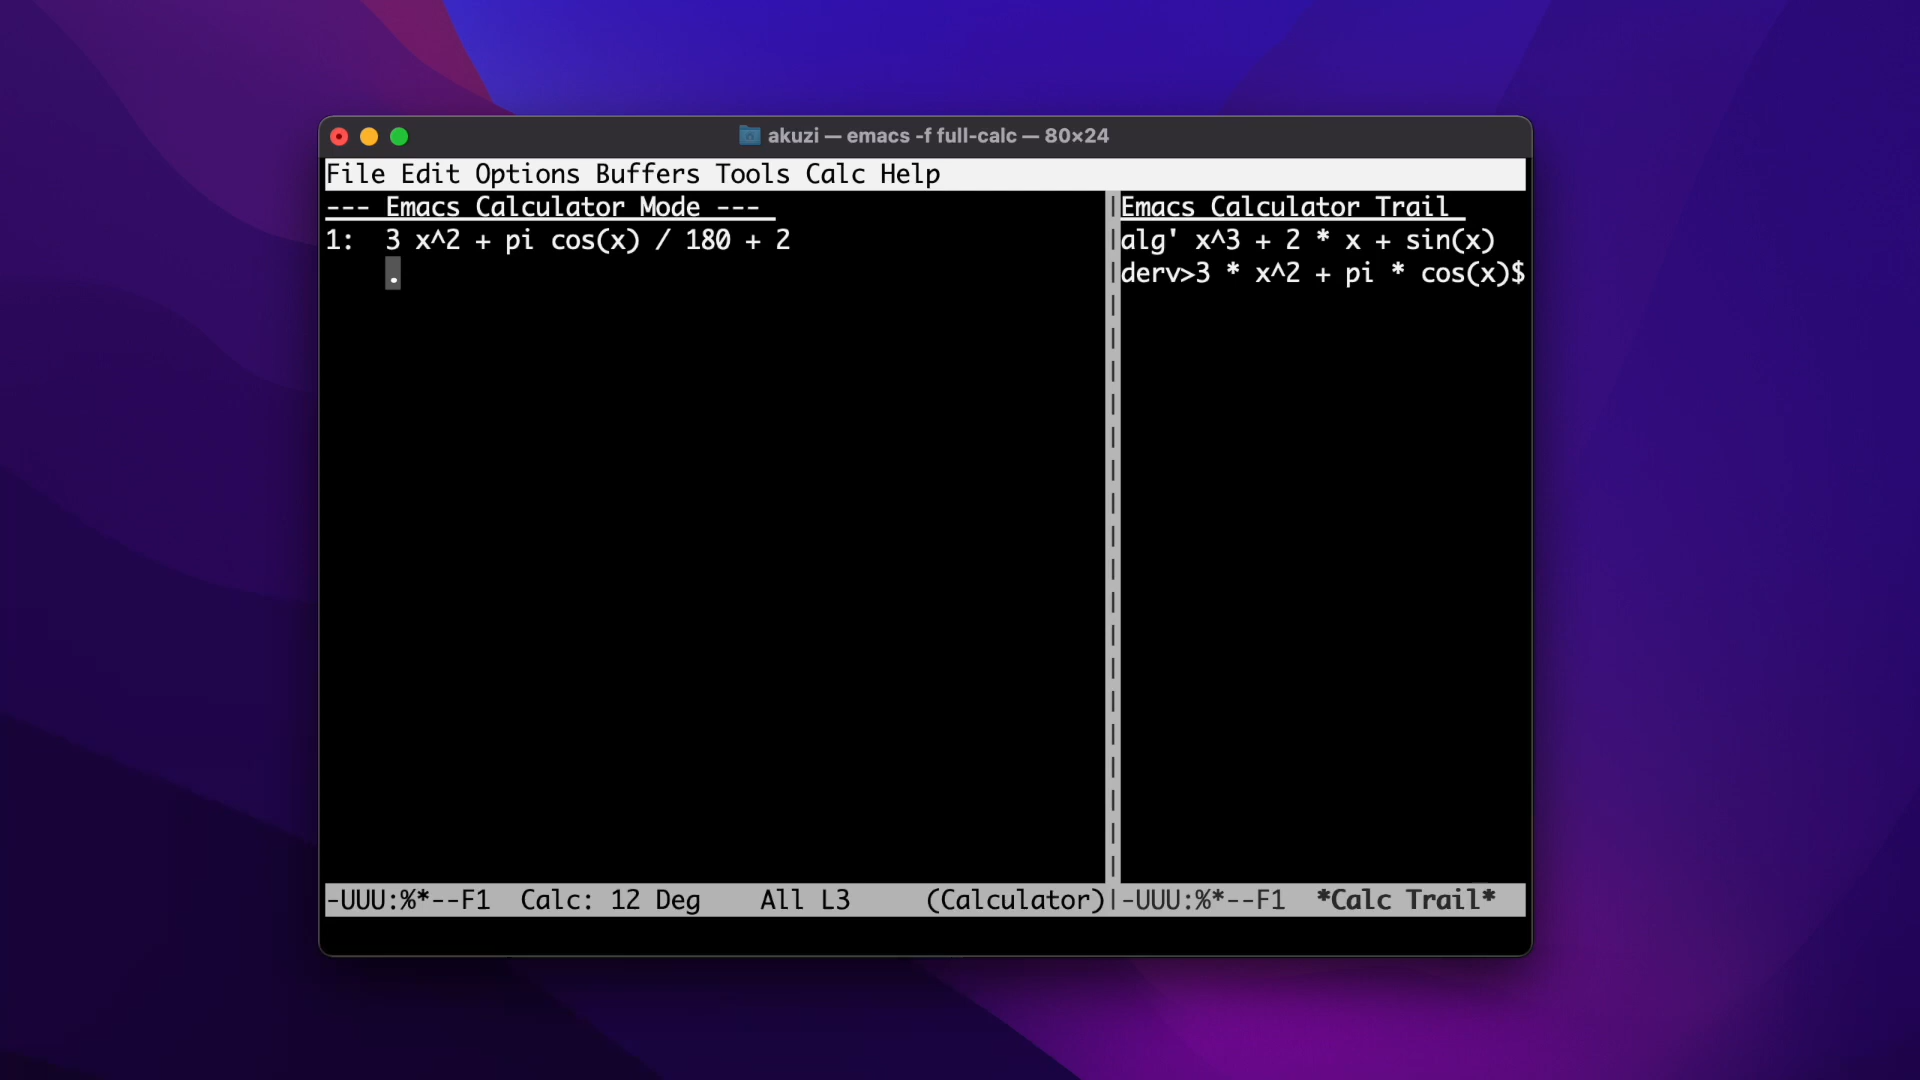 akuzi — emacs -f full-calc — 80×24
File Edit Options Buffers Tools Calc Help
--- Emacs Calculator Mode ---
1:  3 x^2 + pi cos(x) / 180 + 2
.
Emacs Calculator Trail
alg' x^3 + 2 * x + sin(x)
derv>3 * x^2 + pi * cos(x)$
-UUU:%*--F1  Calc: 12 Deg    All L3     (Calculator)
-UUU:%*--F1  *Calc Trail*